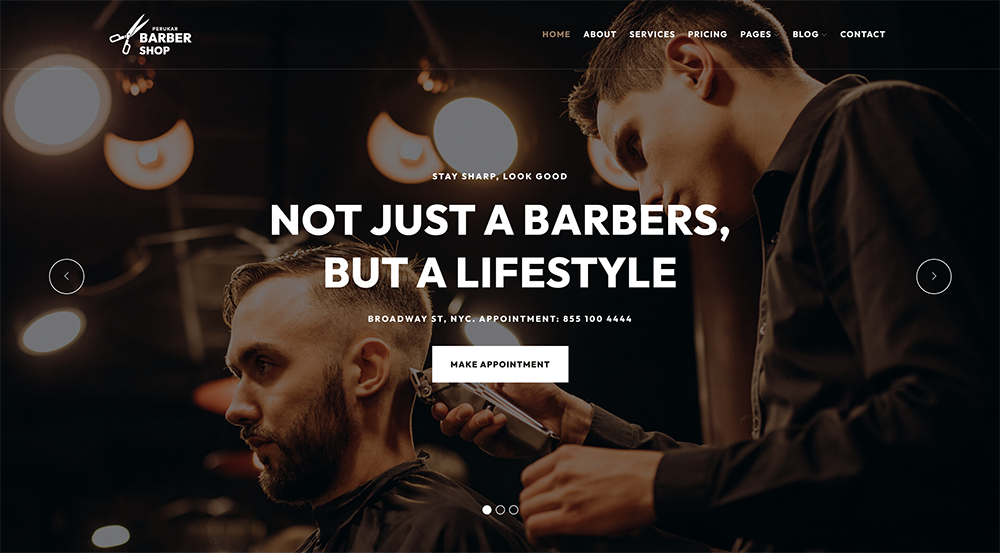 PERUKAR
BARBER
SHOP
HOME ABOUT SERVICES PRICING PAGES BLOG CONTACT
STAY SHARP, LOOK GOOD
NOT JUST A BARBERS,
BUT A LIFESTYLE
BROADWAY ST, NYC. APPOINTMENT: 855 100 4444
MAKE APPOINTMENT